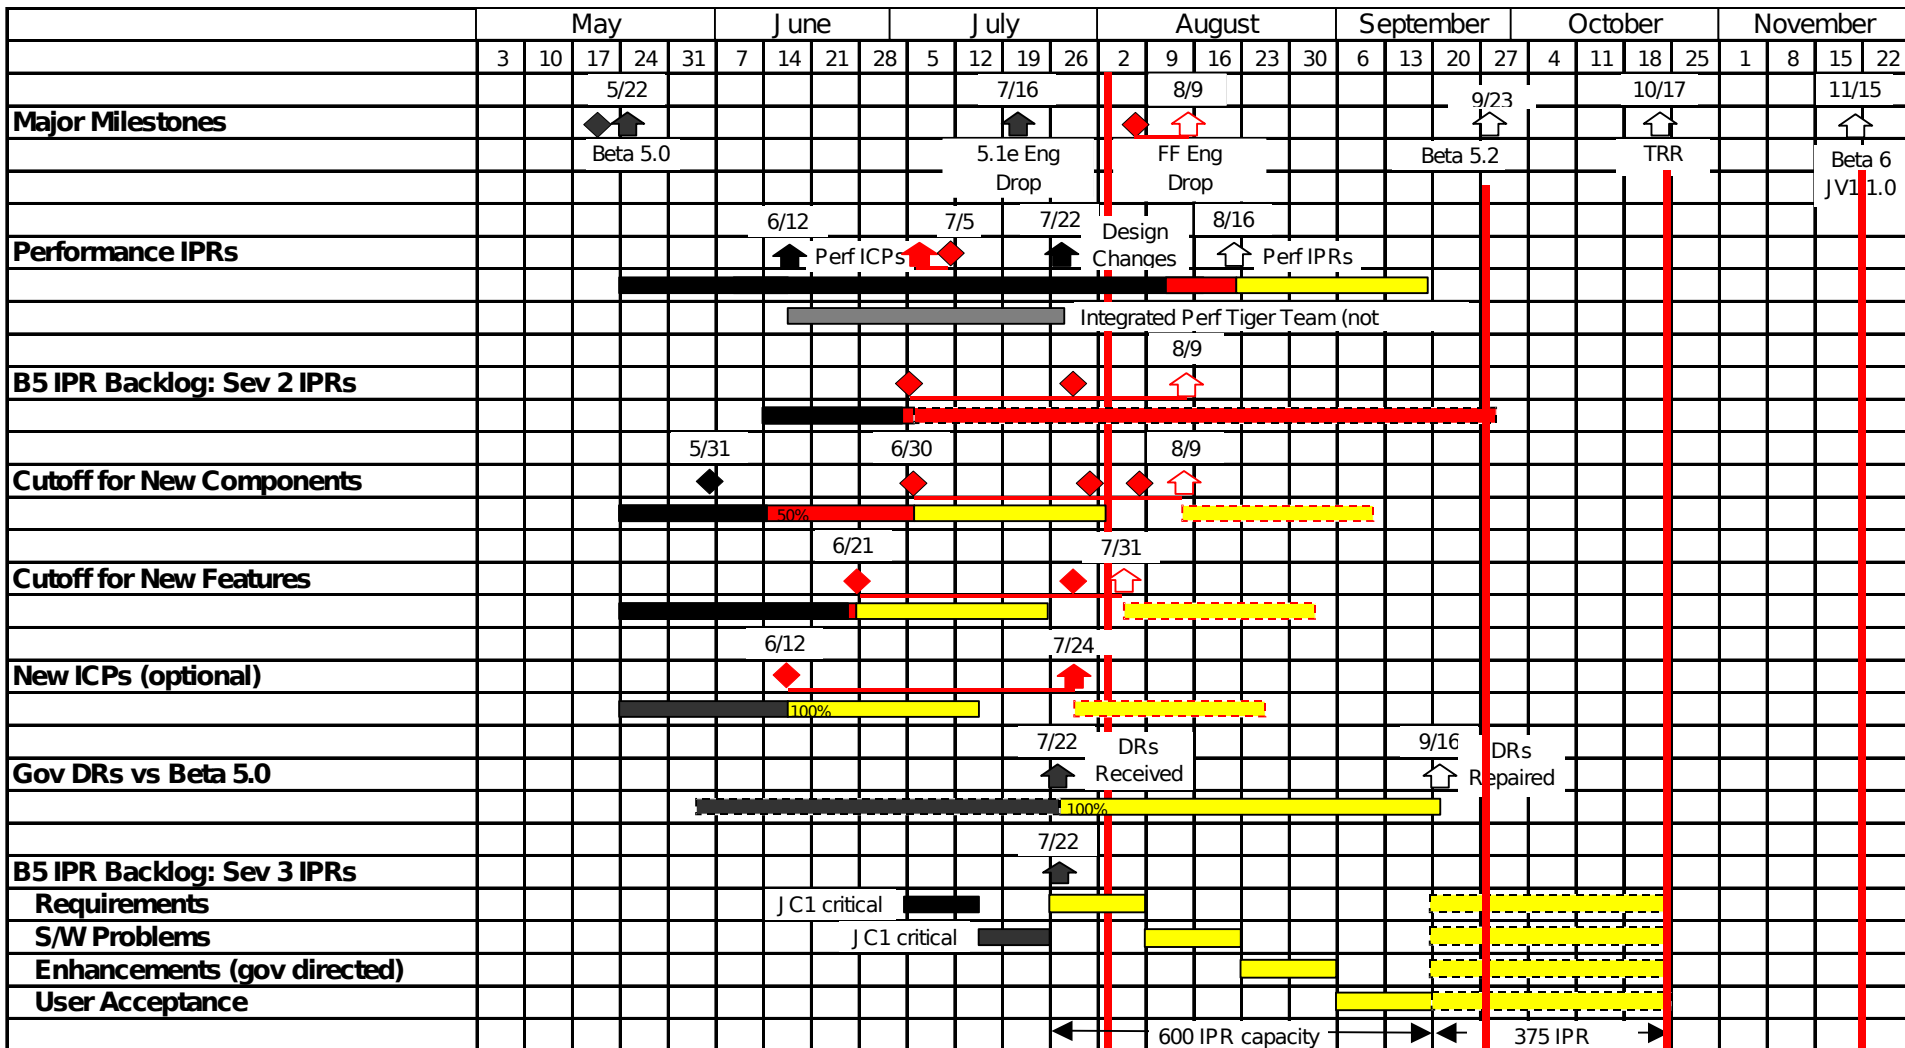 May June July August September October November
3 10 17 24 31 7 14 21 28 5 12 19 26 2 9 16 23 30 6 13 20 27 4 11 18 25 1 8 15 22
5/22 7/16 8/9 9/23 10/17 11/15
Major Milestones
Beta 5.0 5.1e Eng FF Eng Beta 5.2 TRR Beta 6
Drop Drop JV1 1.0
6/12 7/5 7/22 Design 8/16
Performance IPRs Perf ICPs Changes Perf IPRs
Integrated Perf Tiger Team (not
8/9
B5 IPR Backlog: Sev 2 IPRs
5/31 6/30 8/9
Cutoff for New Components
50%
6/21 7/31
Cutoff for New Features
6/12 7/24
New ICPs (optional)
100%
7/22 DRs 9/16 DRs
Gov DRs vs Beta 5.0 Received Repaired
100%
7/22
B5 IPR Backlog: Sev 3 IPRs
Requirements JC1 critical
S/W Problems JC1 critical
Enhancements (gov directed)
User Acceptance
600 IPR capacity 375 IPR